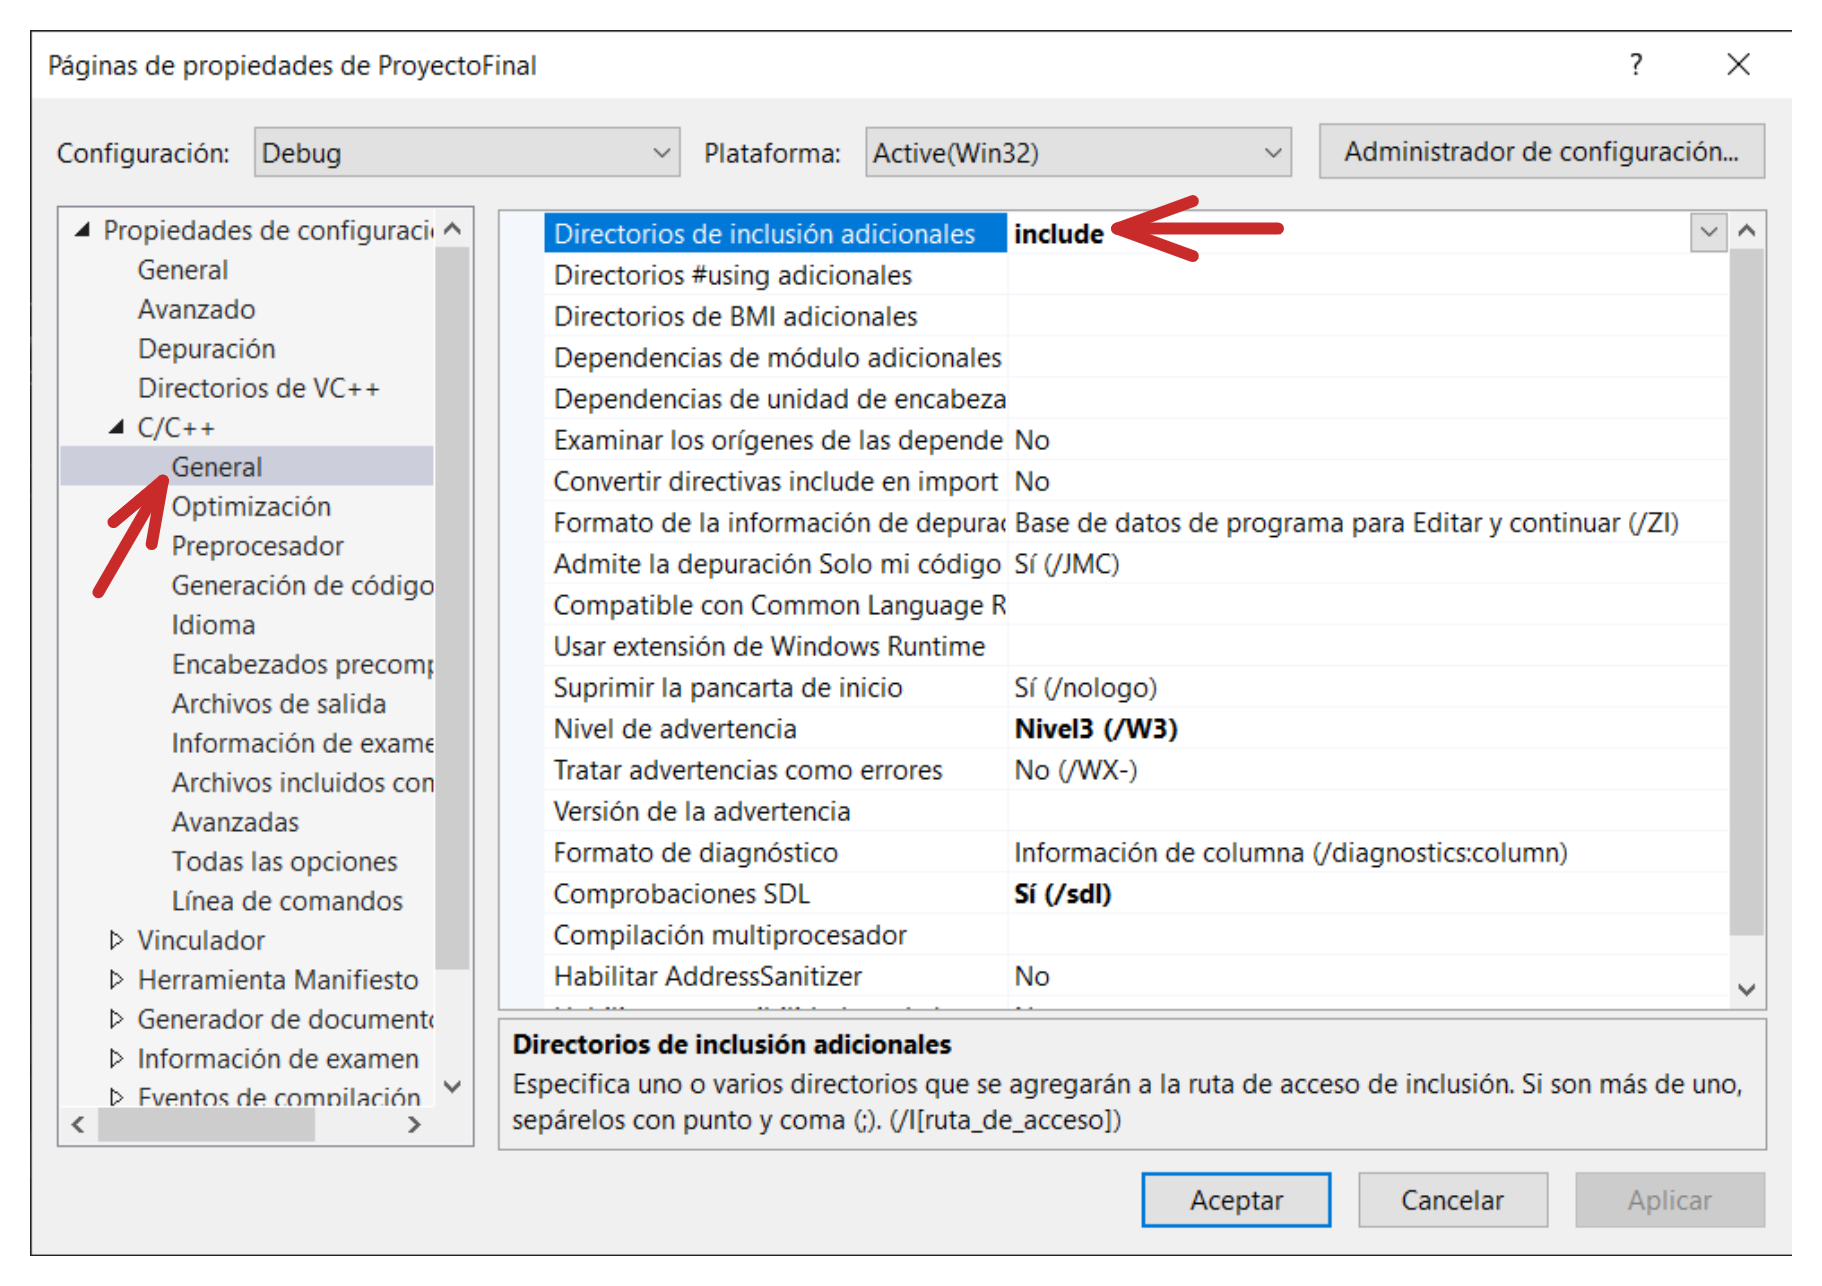 Páginas de propiedades de ProyectoFinal
?
Configuración: Debug Plataforma: Active(Win32) Administrador de configuración...
Propiedades de configuraci
General
Avanzado
Depuración
Directorios de VC++
C/C++
General
Optimización
Preprocesador
Generación de código
Idioma
Encabezados precomp
Archivos de salida
Información de exame
Archivos incluidos con
Avanzadas
Todas las opciones
Línea de comandos
Vinculador
Herramienta Manifiesto
Generador de document
Información de examen
Eventos de compilación
Directorios de inclusión adicionales include
Directorios #using adicionales
Directorios de BMI adicionales
Dependencias de módulo adicionales
Dependencias de unidad de encabeza
Examinar los orígenes de las depende No
Convertir directivas include en import No
Formato de la información de depurac Base de datos de programa para Editar y continuar (/ZI)
Admite la depuración Solo mi código Sí (/JMC)
Compatible con Common Language R
Usar extensión de Windows Runtime
Suprimir la pancarta de inicio Sí (/nologo)
Nivel de advertencia Nivel3 (/W3)
Tratar advertencias como errores No (/WX-)
Versión de la advertencia
Formato de diagnóstico Información de columna (/diagnostics:column)
Comprobaciones SDL Sí (/sdl)
Compilación multiprocesador
Habilitar AddressSanitizer No
Directorios de inclusión adicionales
Especifica uno o varios directorios que se agregarán a la ruta de acceso de inclusión. Si son más de uno,
sepárelos con punto y coma (;). (/I[ruta_de_acceso])
Aceptar Cancelar Aplicar